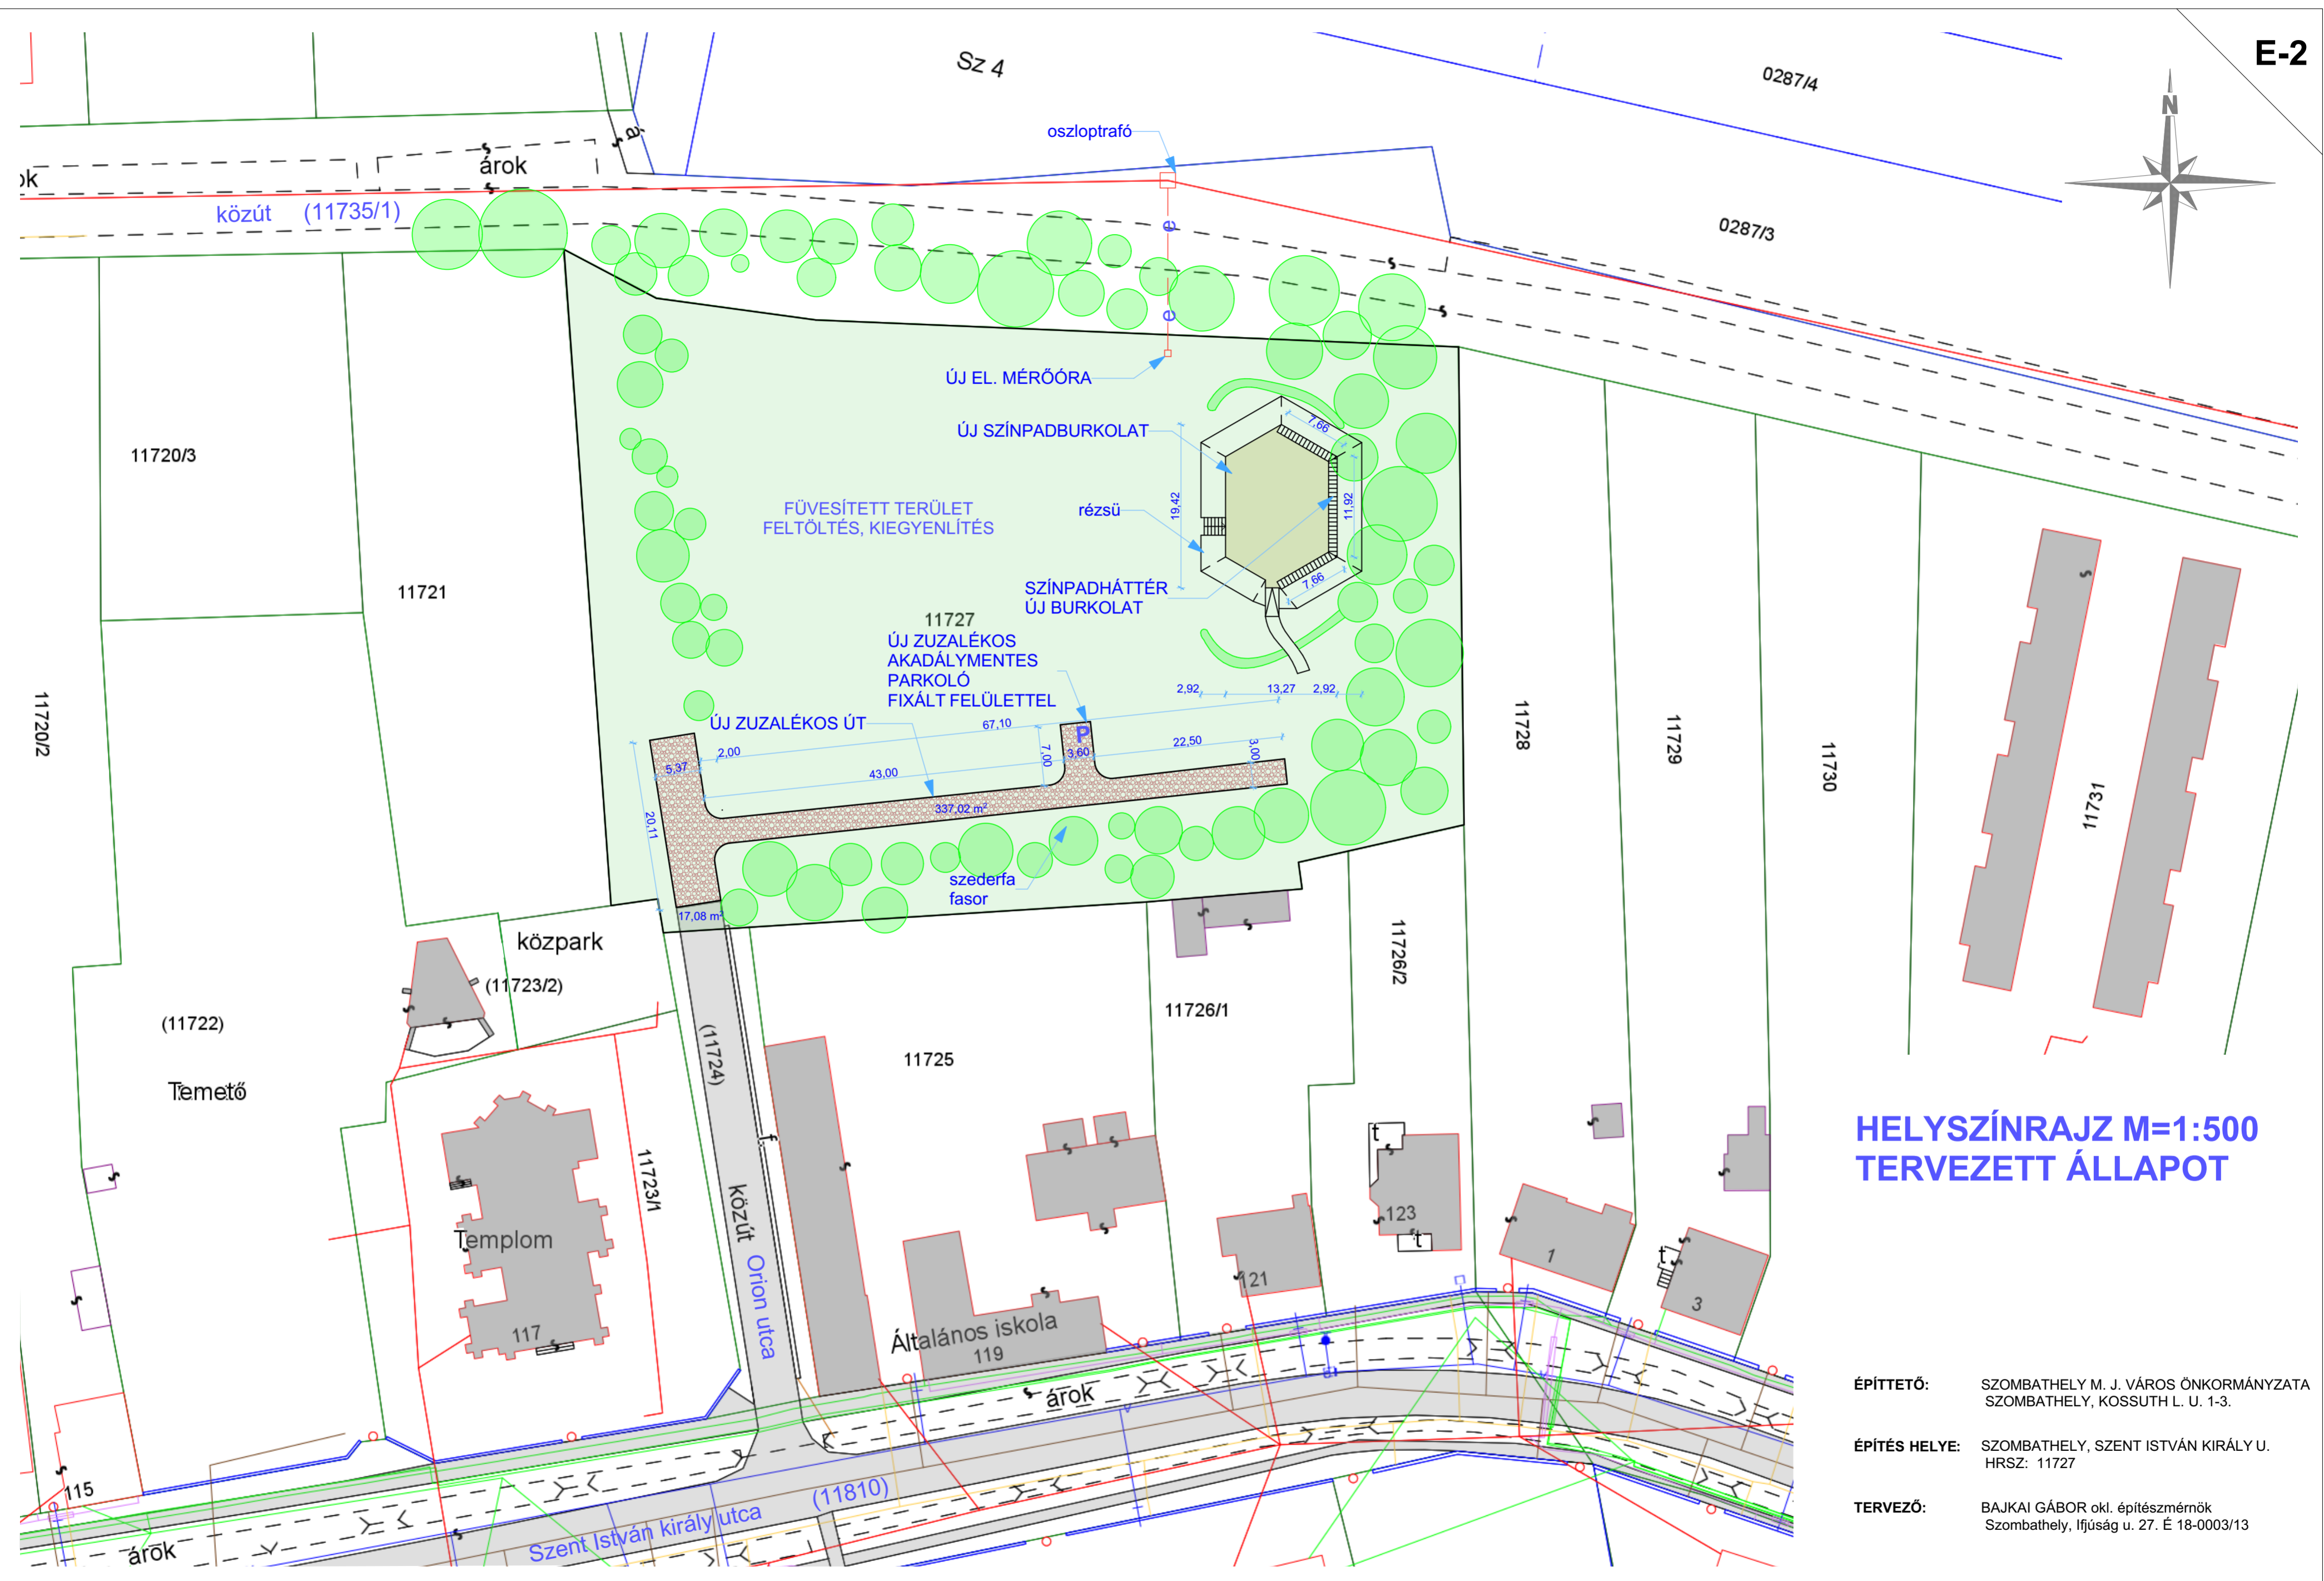 E-2
Sz 4
0287/4
N
oszloptrafó
árok
közút (11735/1)
0287/3
e
e
ÚJ EL. MÉRŐÓRA
ÚJ SZÍNPADBURKOLAT
7,66
11720/3
19,42
11,92
FÜVESÍTETT TERÜLET
FELTÖLTÉS, KIEGYENLÍTÉS
rézsü
7,66
SZÍNPADHÁTTÉR
ÚJ BURKOLAT
11721
11727
ÚJ ZUZALÉKOS
AKADÁLYMENTES
PARKOLÓ
FIXÁLT FELÜLETTEL
2,92
13,27
2,92
11720/2
11728
11729
11730
11731
ÚJ ZUZALÉKOS ÚT
67,10
P
2,00
7,00
3,60
22,50
3,00
5,37
43,00
337,02 m²
20,11
szederfa
fasor
17,08 m²
közpark
(11723/2)
11726/2
(11722)
11726/1
(11724)
11725
Temető
HELYSZÍNRAJZ M=1:500
TERVEZETT ÁLLAPOT
f
t
11723/1
közút
Orion utca
Templom
117
123
t
121
1
t
3
Általános iskola
119
árok
115
árok
Szent István király utca (11810)
ÉPÍTTETŐ: SZOMBATHELY M. J. VÁROS ÖNKORMÁNYZATA
SZOMBATHELY, KOSSUTH L. U. 1-3.
ÉPÍTÉS HELYE: SZOMBATHELY, SZENT ISTVÁN KIRÁLY U.
HRSZ: 11727
TERVEZŐ: BAJKAI GÁBOR okl. építészmérnök
Szombathely, Ifjúság u. 27. É 18-0003/13